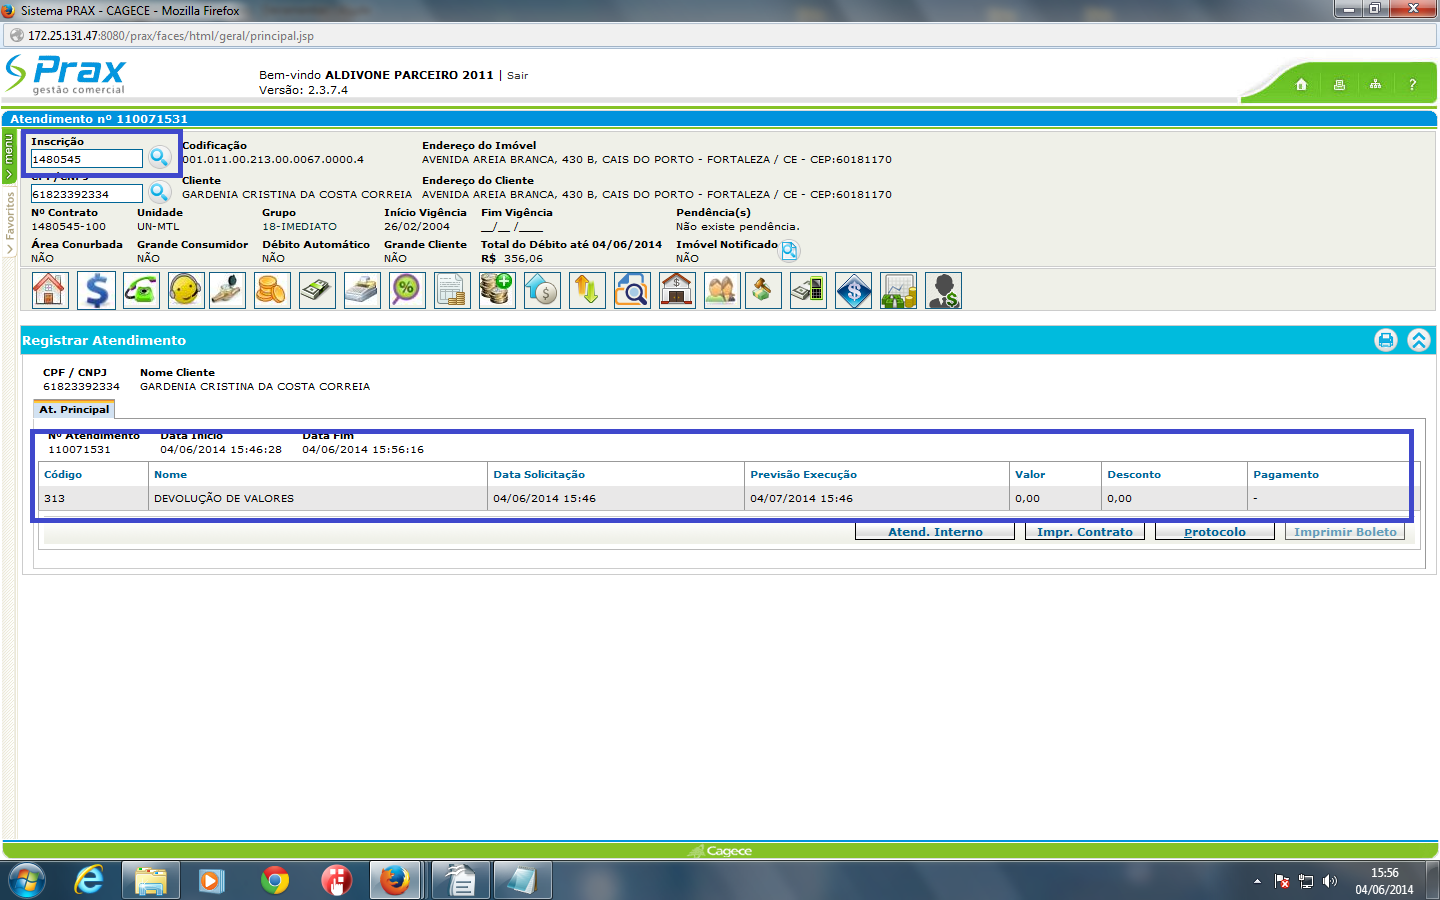 Sistema PRAX - CAGECE - Mozilla Firefox
172.25.131.47:8080/prax/faces/html/geral/principal.jsp
Prax
gestão comercial
Bem-vindo ALDIVONE PARCEIRO 2011 | Sair
Versão: 2.3.7.4
?
Atendimento nº 110071531
menu
Favoritos
Inscrição Codificação Endereço do Imóvel
1480545 001.011.00.213.00.0067.0000.4 AVENIDA AREIA BRANCA, 430 B, CAIS DO PORTO - FORTALEZA / CE - CEP:60181170
CPF/CNPJ Cliente Endereço do Cliente
61823392334 GARDENIA CRISTINA DA COSTA CORREIA AVENIDA AREIA BRANCA, 430 B, CAIS DO PORTO - FORTALEZA / CE - CEP:60181170
Nº Contrato Unidade Grupo Início Vigência Fim Vigência Pendência(s)
1480545-100 UN-MTL 18-IMEDIATO 26/02/2004 __/__ /____ Não existe pendência.
Área Conurbada Grande Consumidor Débito Automático Grande Cliente Total do Débito até 04/06/2014 Imóvel Notificado
NÃO NÃO NÃO NÃO R$ 356,06 NÃO
Registrar Atendimento
CPF / CNPJ Nome Cliente
61823392334 GARDENIA CRISTINA DA COSTA CORREIA
At. Principal
Nº Atendimento Data Início Data Fim
110071531 04/06/2014 15:46:28 04/06/2014 15:56:16
Código Nome Data Solicitação Previsão Execução Valor Desconto Pagamento
313 DEVOLUÇÃO DE VALORES 04/06/2014 15:46 04/07/2014 15:46 0,00 0,00 -
Atend. Interno Impr. Contrato Protocolo Imprimir Boleto
Cagece
15:56
04/06/2014